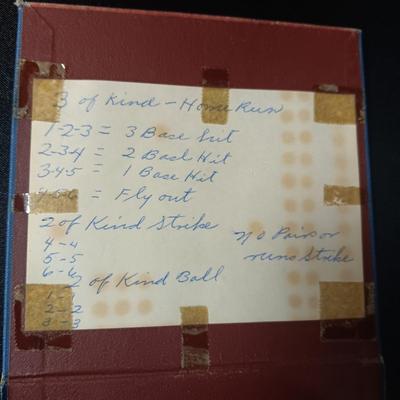 3 of Kind - Home Run
1-2-3 = 3 Base hit
2-3-4 = 2 Base Hit
3-4-5 = 1 Base Hit
4-5-6 = Fly out
2 of Kind Strike
4-4
5-5
6-6
No Pairs or
runs Strike
2 of Kind Ball
1-1
2-2
3-3